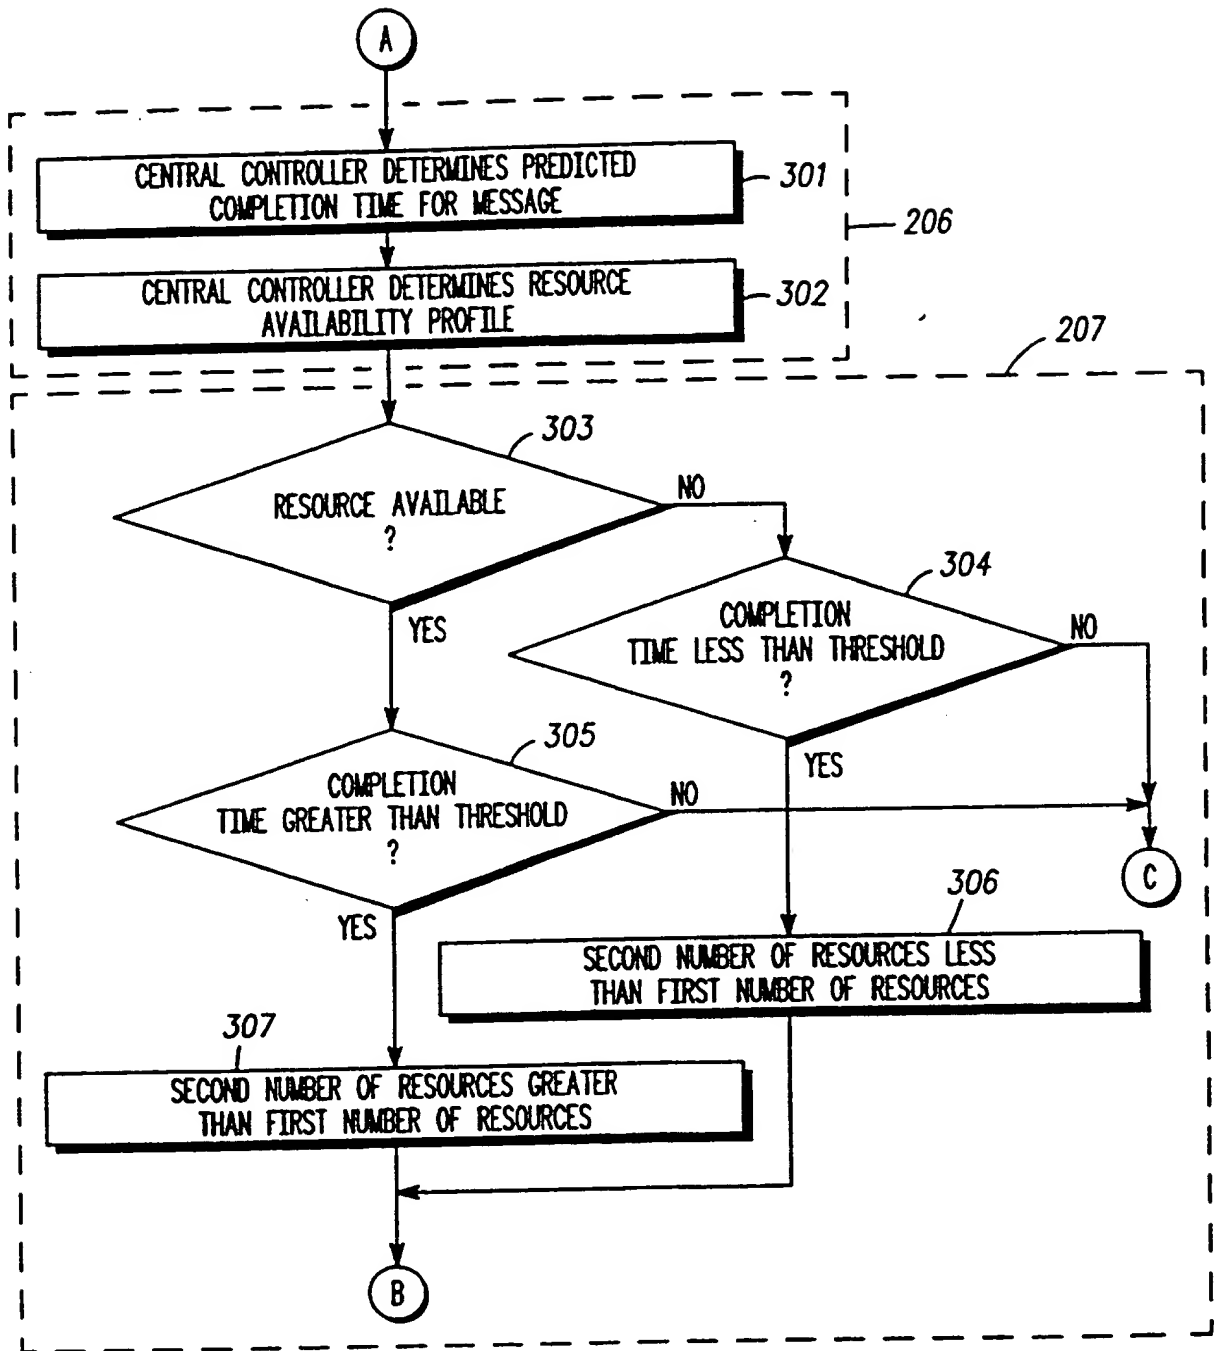 A
CENTRAL CONTROLLER DETERMINES PREDICTED
COMPLETION TIME FOR MESSAGE
301
206
CENTRAL CONTROLLER DETERMINES RESOURCE
AVAILABILITY PROFILE
302
207
303
RESOURCE AVAILABLE
?
NO
YES
304
COMPLETION
TIME LESS THAN THRESHOLD
?
NO
YES
305
COMPLETION
TIME GREATER THAN THRESHOLD
?
NO
YES
C
306
SECOND NUMBER OF RESOURCES LESS
THAN FIRST NUMBER OF RESOURCES
307
SECOND NUMBER OF RESOURCES GREATER
THAN FIRST NUMBER OF RESOURCES
B